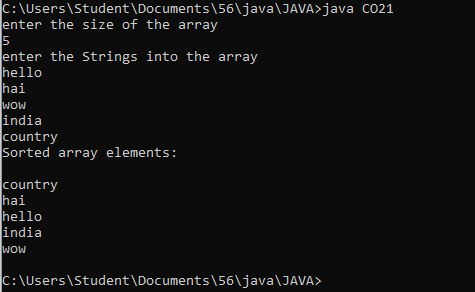 C:\Users\Student\Documents\56\java\JAVA>java CO21
enter the size of the array
5
enter the Strings into the array
hello
hai
wow
india
country
Sorted array elements:
country
hai
hello
india
wow
C:\Users\Student\Documents\56\java\JAVA>